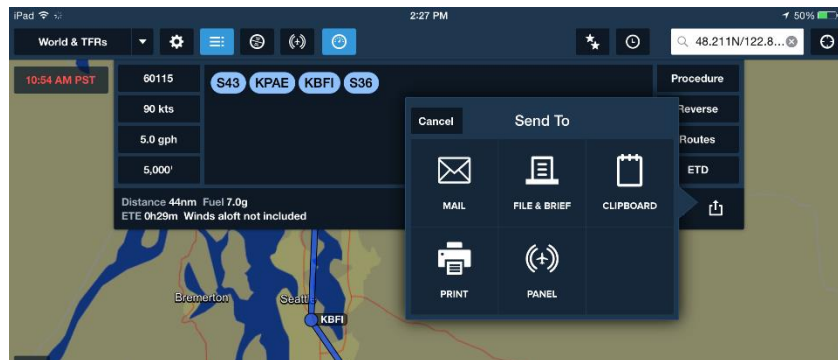 iPad 2:27 PM 50%
World & TFRs 48.211N/122.8...
10:54 AM PST
60115 S43 KPAE KBFI S36 Procedure
90 kts Reverse
5.0 gph Routes
5,000' ETD
Cancel Send To
MAIL FILE & BRIEF CLIPBOARD
PRINT PANEL
Distance 44nm Fuel 7.0g
ETE 0h29m Winds aloft not included
Bremerton
KBFI